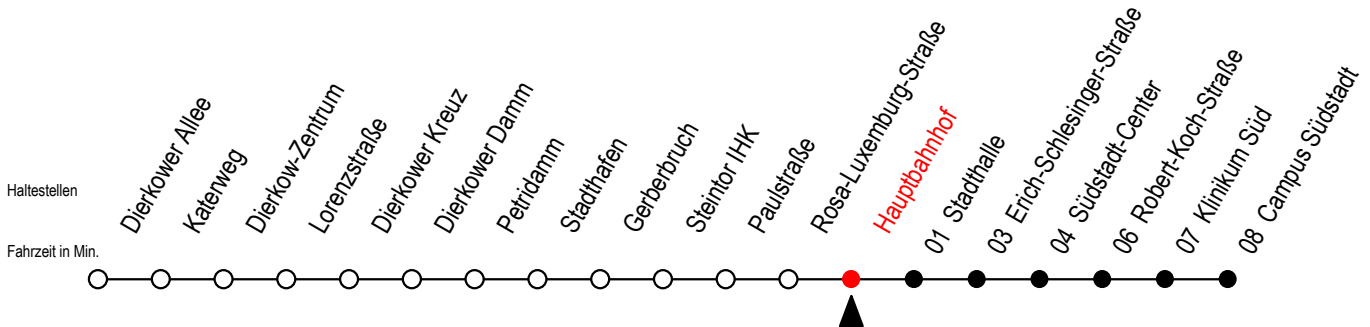 Haltestellen
Fahrzeit in Min.
Dierkower Allee
Katerweg
Dierkow-Zentrum
Lorenzstraße
Dierkower Kreuz
Dierkower Damm
Petridamm
Stadthafen
Gerberbruch
Steintor IHK
Paulstraße
Rosa-Luxemburg-Straße
Hauptbahnhof
01 Stadthalle
03 Erich-Schlesinger-Straße
04 Südstadt-Center
06 Robert-Koch-Straße
07 Klinikum Süd
08 Campus Südstadt